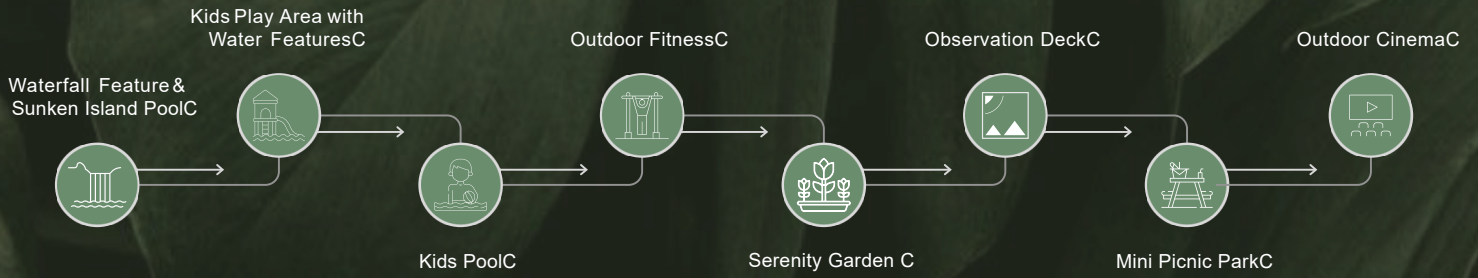 Waterfall Feature &
Sunken Island PoolC
Kids Play Area with
Water FeaturesC
Kids PoolC
Outdoor FitnessC
Serenity Garden C
Observation DeckC
Mini Picnic ParkC
Outdoor CinemaC